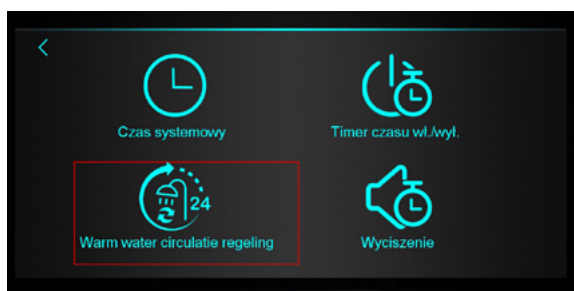 Czas systemowy
Timer czasu wł./wył.
24
Warm water circulatie regeling
Wyciszenie